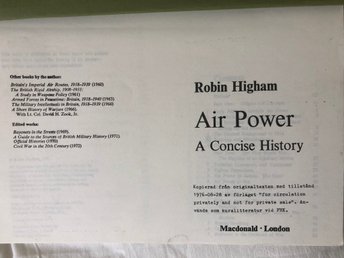 Other books by the author:
Britain's Imperial Air Routes, 1918–1939 (1960)
The British Rigid Airship, 1908–1931:
A Study in Weapons Policy (1961)
Armed Forces in Peacetime: Britain, 1918–1940 (1963)
The Military Intellectuals in Britain, 1918–1939 (1966)
A Short History of Warfare (1966).
With Lt. Col. David H. Zook, Jr.
Edited works:
Bayonets in the Streets (1969).
A Guide to the Sources of British Military History (1971)
Official Histories (1970)
Civil War in the 20th Century (1972)
Robin Higham
Air Power
A Concise History
Kopierad från originaltexten med tillstånd
1976-08-28 av förlaget "for circulation
privately and not for private sale". An-
vänds som kurslitteratur vid
Macdonald · London